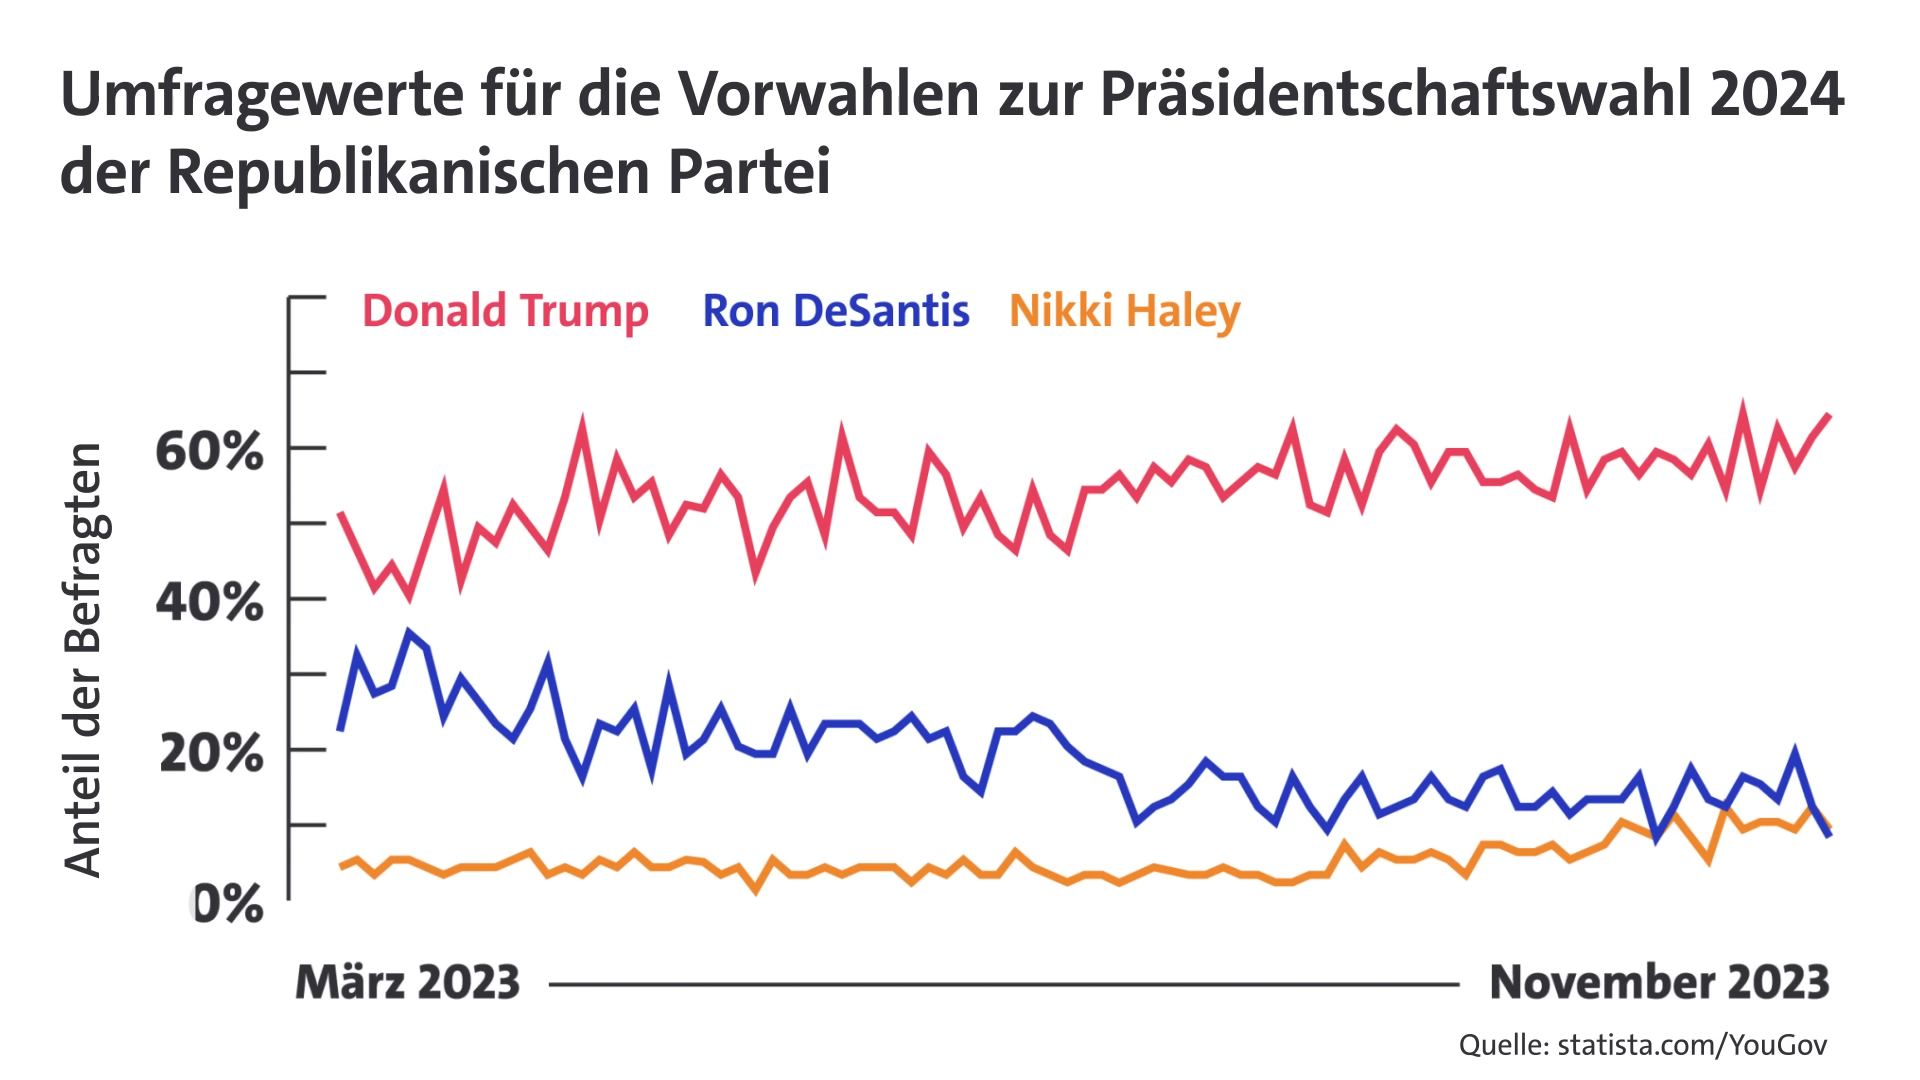 Umfragewerte für die Vorwahlen zur Präsidentschaftswahl 2024
der Republikanischen Partei
Donald Trump Ron DeSantis Nikki Haley
Anteil der Befragten
60%
40%
20%
0%
März 2023 November 2023
Quelle: statista.com/YouGov